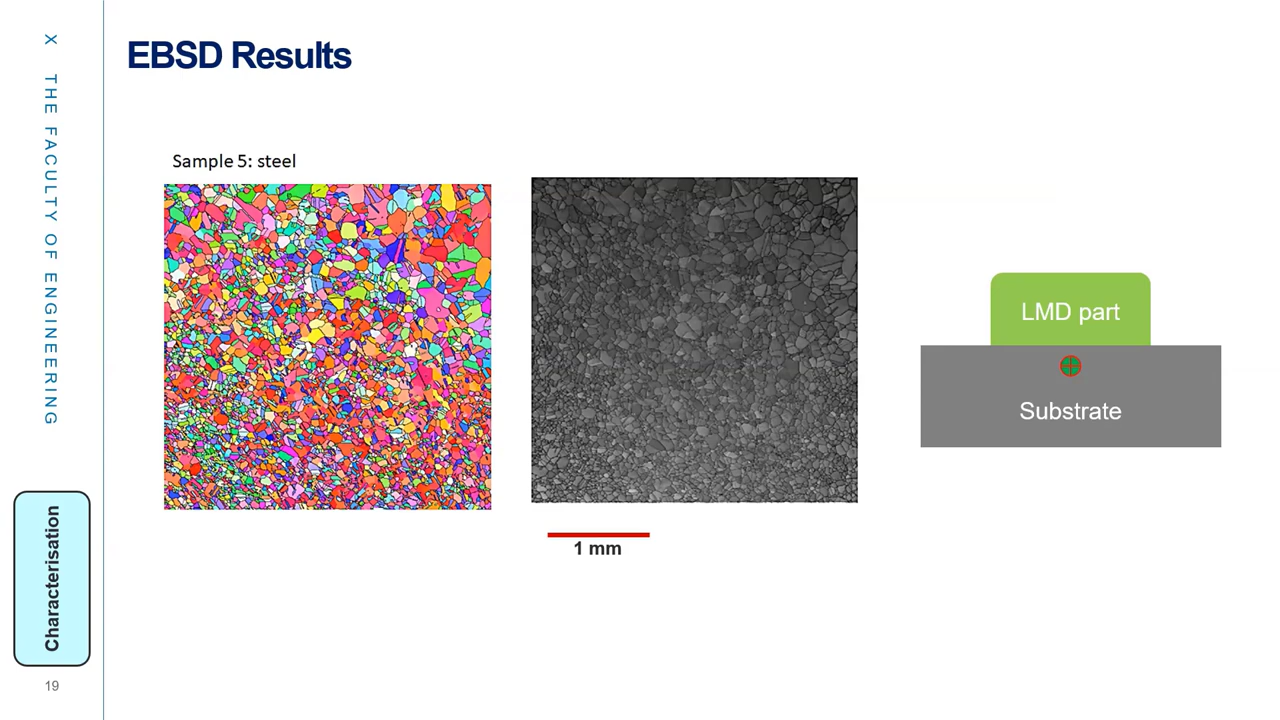 X THE FACULTY OF ENGINEERING
EBSD Results
Sample 5: steel
LMD part
Substrate
1 mm
Characterisation
19